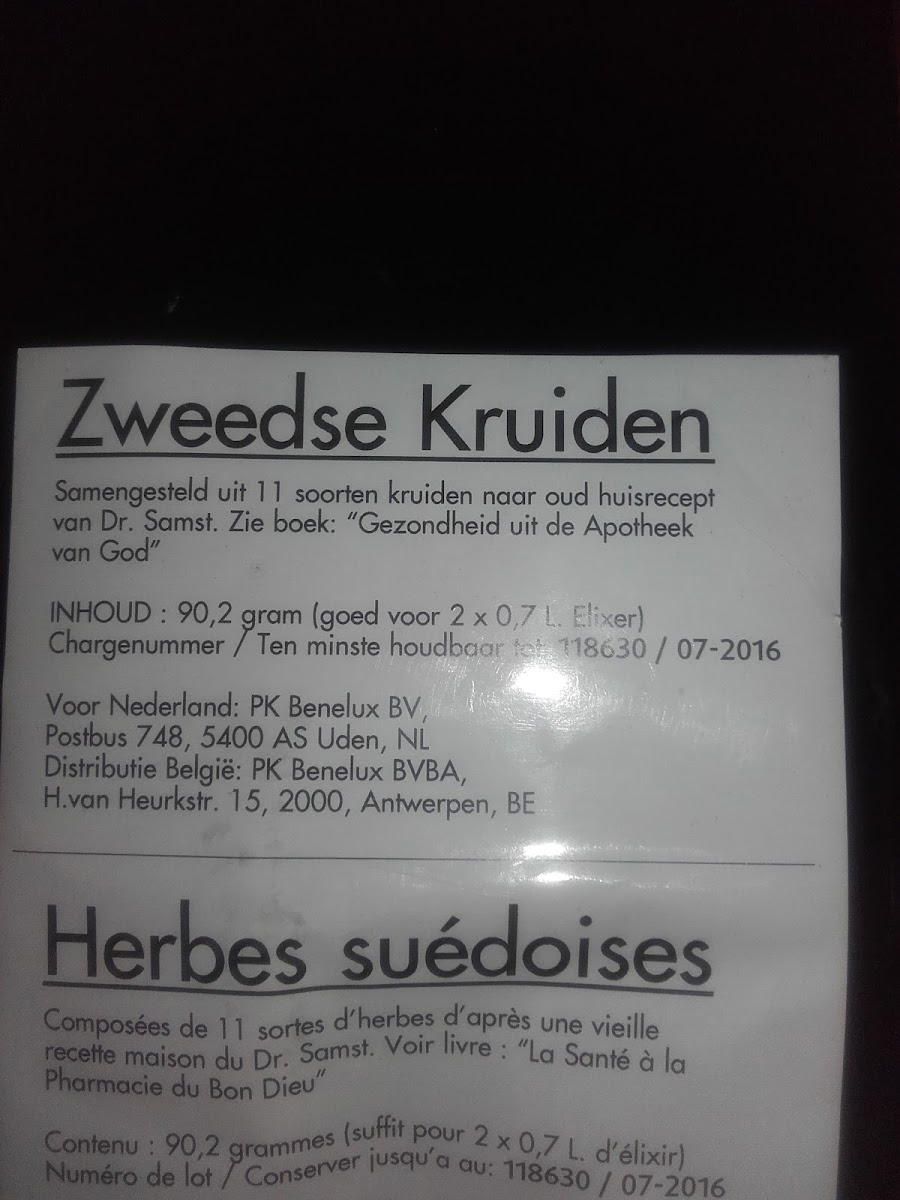 Zweedse Kruiden
Samengesteld uit 11 soorten kruiden naar oud huisrecept
van Dr. Samst. Zie boek: “Gezondheid uit de Apotheek
van God”
INHOUD : 90,2 gram (goed voor 2 x 0,7 L. Elixer)
Chargenummer / Ten minste houdbaar tot: 118630 / 07-2016
Voor Nederland: PK Benelux BV,
Postbus 748, 5400 AS Uden, NL
Distributie België: PK Benelux BVBA,
H.van Heurkstr. 15, 2000, Antwerpen, BE
Herbes suédoises
Composées de 11 sortes d’herbes d’après une vieille
recette maison du Dr. Samst. Voir livre : “La Santé à la
Pharmacie du Bon Dieu”
Contenu : 90,2 grammes (suffit pour 2 x 0,7 L. d’élixir)
Numéro de lot / Conserver jusqu’a au: 118630 / 07-2016